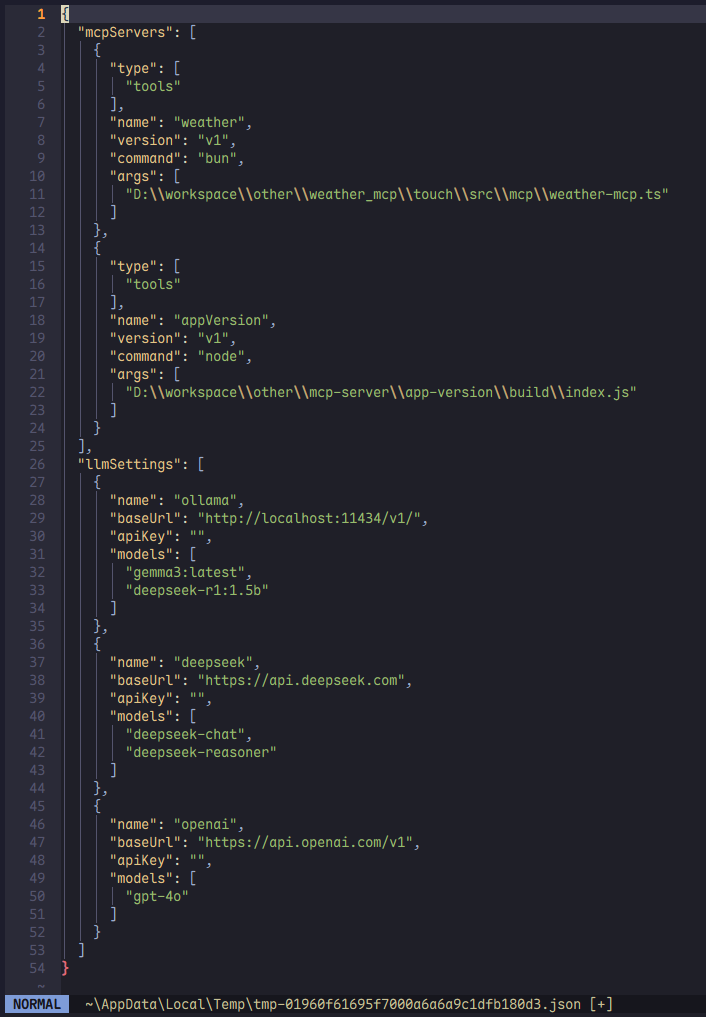 1 {
2   "mcpServers": [
3     {
4       "type": [
5         "tools"
6       ],
7       "name": "weather",
8       "version": "v1",
9       "command": "bun",
10       "args": [
11         "D:\\workspace\\other\\weather_mcp\\touch\\src\\mcp\\weather-mcp.ts"
12       ]
13     },
14     {
15       "type": [
16         "tools"
17       ],
18       "name": "appVersion",
19       "version": "v1",
20       "command": "node",
21       "args": [
22         "D:\\workspace\\other\\mcp-server\\app-version\\build\\index.js"
23       ]
24     }
25   ],
26   "llmSettings": [
27     {
28       "name": "ollama",
29       "baseUrl": "http://localhost:11434/v1/",
30       "apiKey": "",
31       "models": [
32         "gemma3:latest",
33         "deepseek-r1:1.5b"
34       ]
35     },
36     {
37       "name": "deepseek",
38       "baseUrl": "https://api.deepseek.com",
39       "apiKey": "",
40       "models": [
41         "deepseek-chat",
42         "deepseek-reasoner"
43       ]
44     },
45     {
46       "name": "openai",
47       "baseUrl": "https://api.openai.com/v1",
48       "apiKey": "",
49       "models": [
50         "gpt-4o"
51       ]
52     }
53   ]
54 }
~
NORMAL ~\AppData\Local\Temp\tmp-01960f61695f7000a6a6a9c1dfb180d3.json [+]